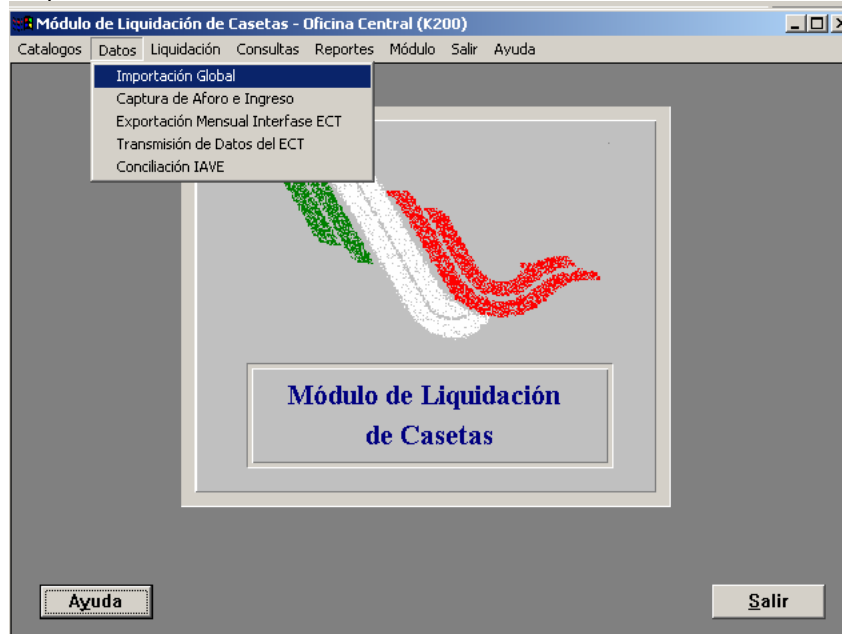 Módulo de Liquidación de Casetas - Oficina Central (K200)
Catalogos Datos Liquidación Consultas Reportes Módulo Salir Ayuda
Importación Global
Captura de Aforo e Ingreso
Exportación Mensual Interfase ECT
Transmisión de Datos del ECT
Conciliación IAVE
Módulo de Liquidación
de Casetas
Ayuda
Salir